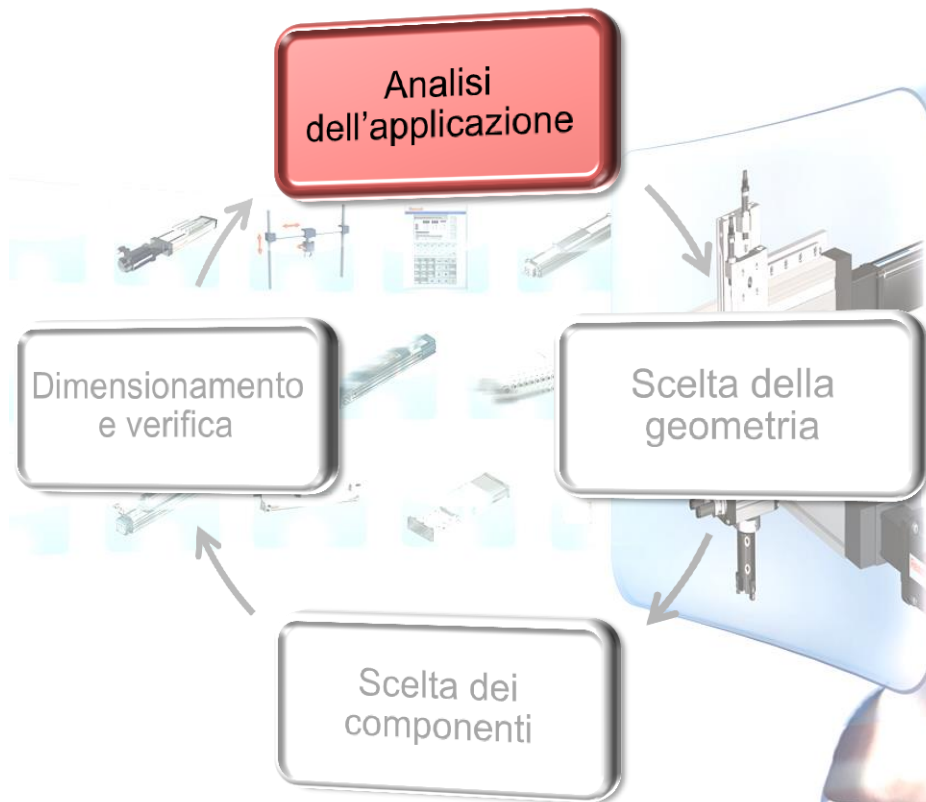 Analisi
dell'applicazione
Dimensionamento
e verifica
Scelta della
geometria
Scelta dei
componenti